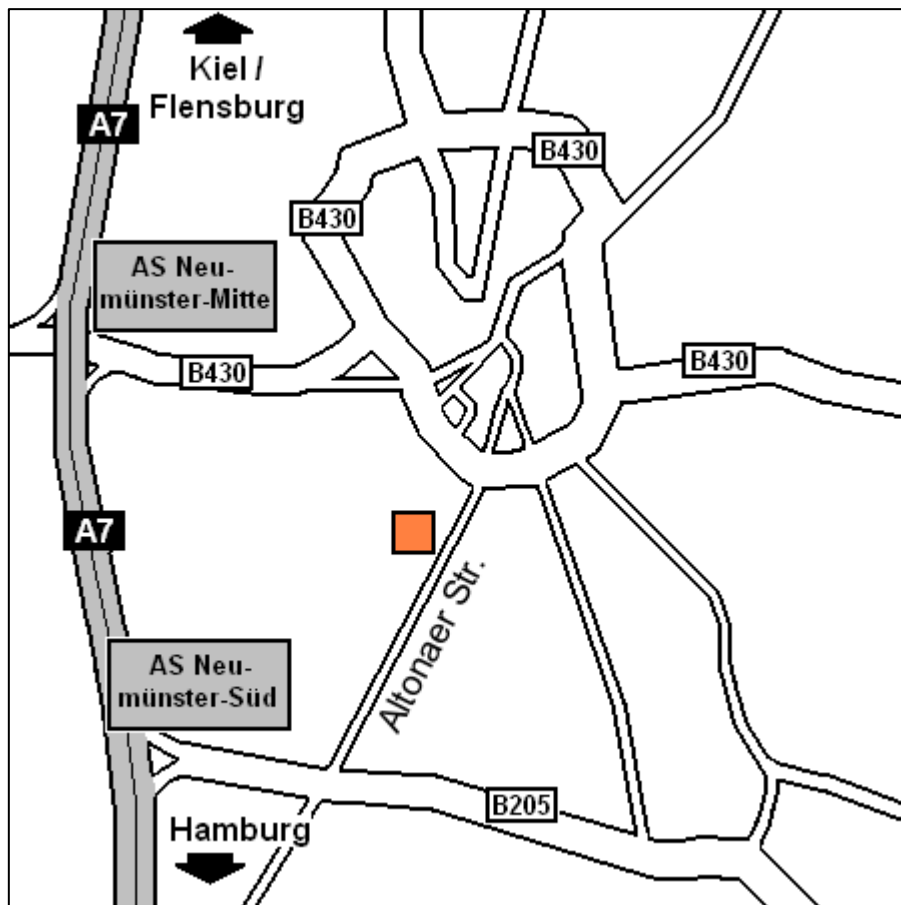 Kiel /
Flensburg
A7
B430
B430
AS Neu-
münster-Mitte
B430
B430
A7
Altonaer Str.
AS Neu-
münster-Süd
B205
Hamburg